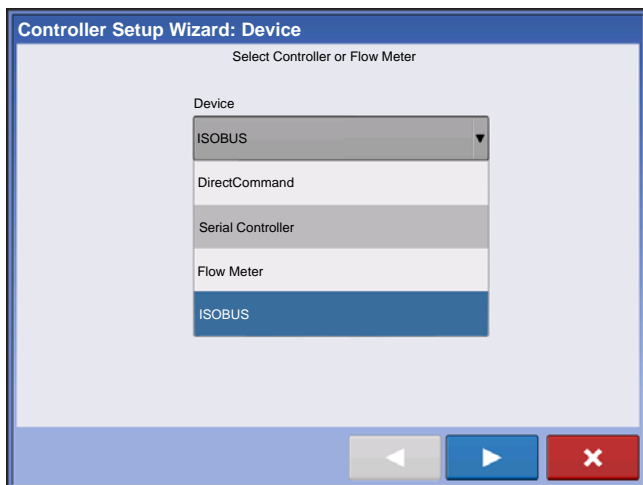 Controller Setup Wizard: Device
Select Controller or Flow Meter
Device
ISOBUS
DirectCommand
Serial Controller
Flow Meter
ISOBUS